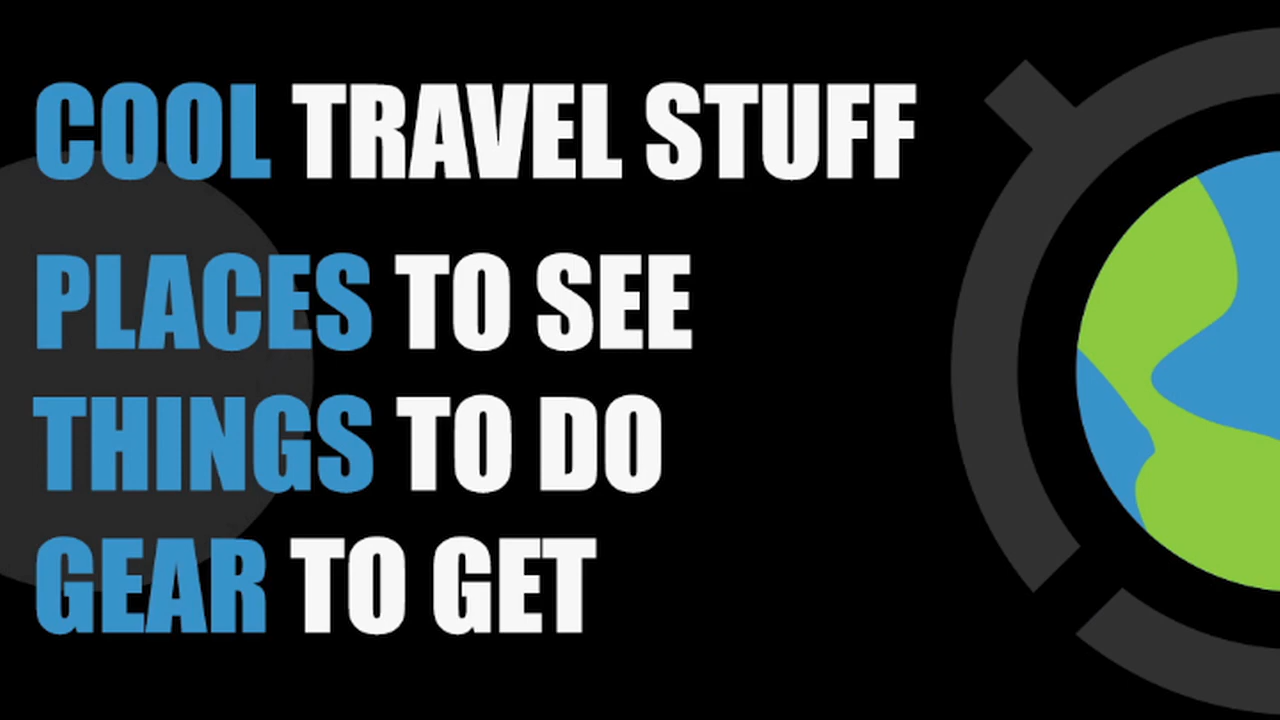 COOL TRAVEL STUFF
PLACES TO SEE
THINGS TO DO
GEAR TO GET